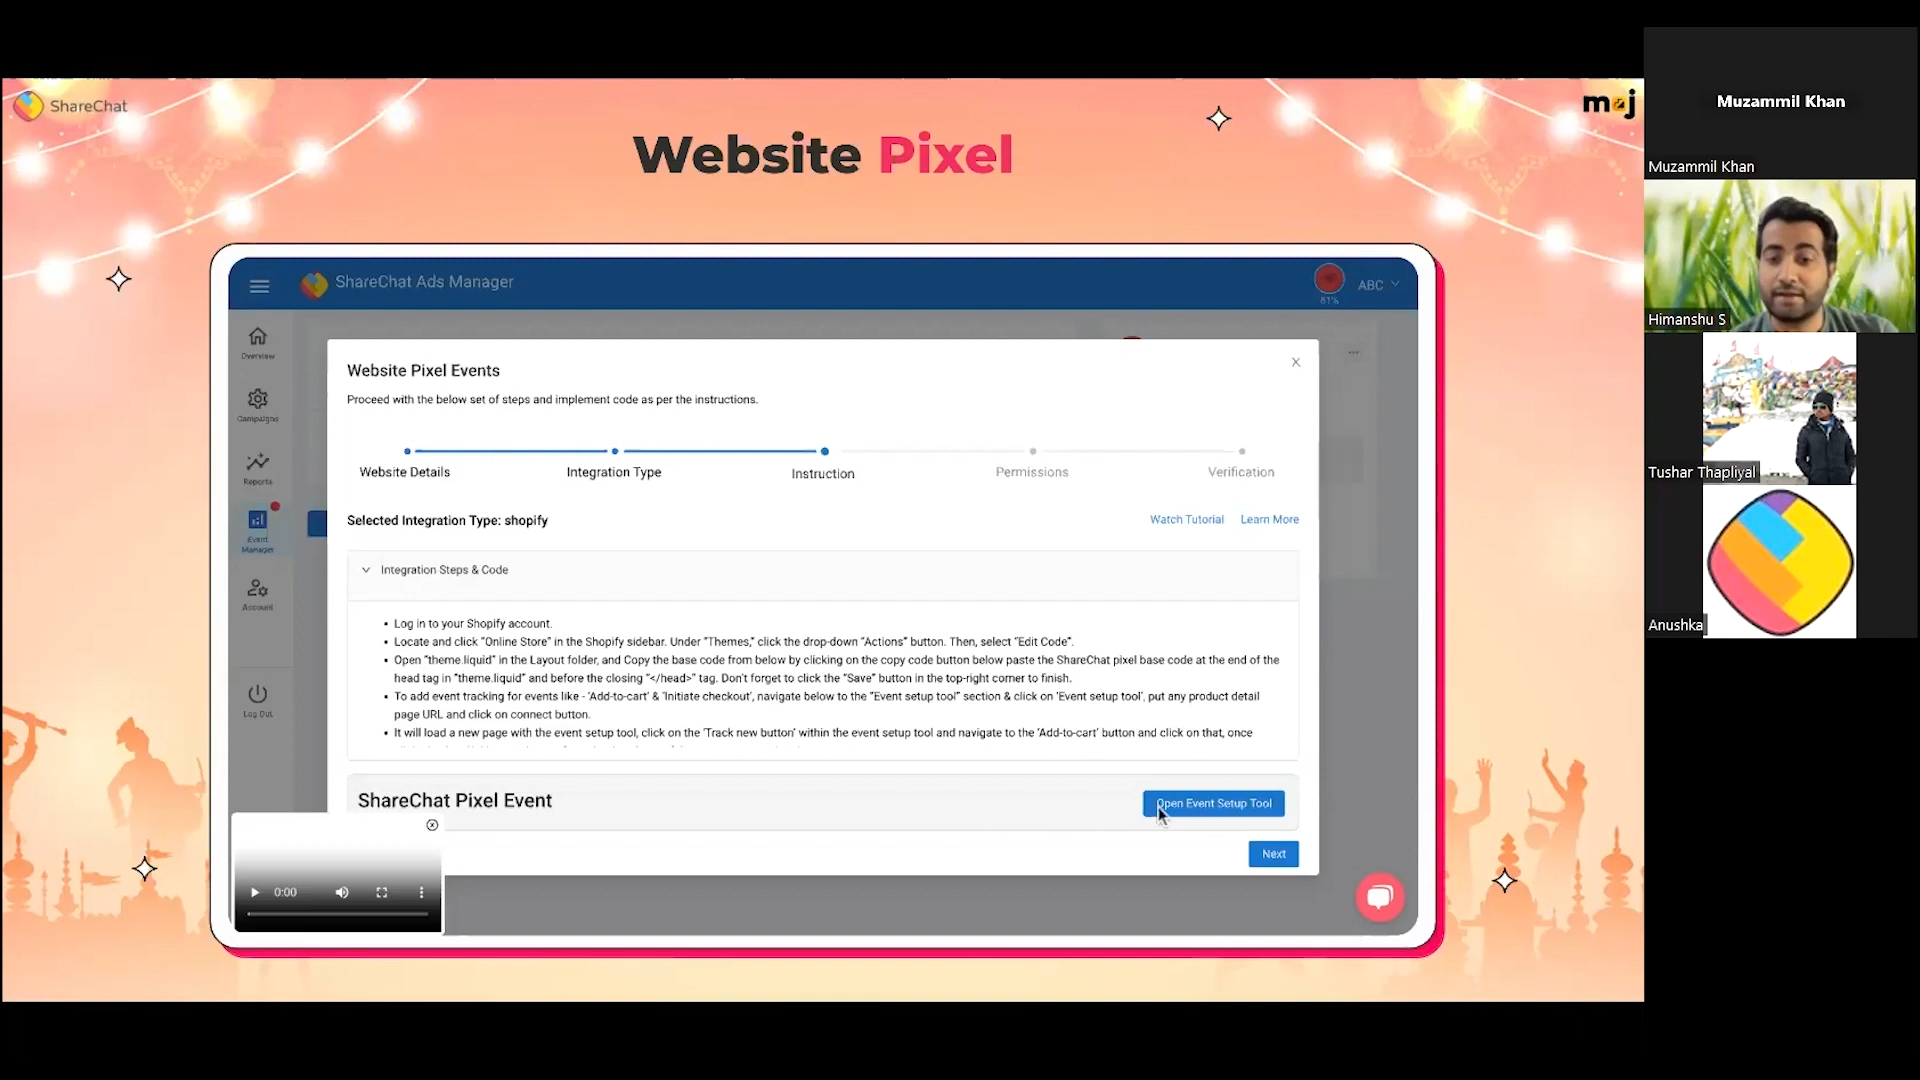 ShareChat
moj
Website Pixel
ShareChat Ads Manager
81%
ABC
Overview
Campaigns
Reports
Event
Manager
Account
Log Out
Website Pixel Events
Proceed with the below set of steps and implement code as per the instructions.
Website Details
Integration Type
Instruction
Permissions
Verification
Selected Integration Type: shopify
Watch Tutorial
Learn More
Integration Steps & Code
• Log in to your Shopify account.
• Locate and click "Online Store" in the Shopify sidebar. Under "Themes," click the drop-down "Actions" button. Then, select "Edit Code".
• Open "theme.liquid" in the Layout folder, and Copy the base code from below by clicking on the copy code button below paste the ShareChat pixel base code at the end of the
head tag in "theme.liquid" and before the closing "</head>" tag. Don't forget to click the "Save" button in the top-right corner to finish.
• To add event tracking for events like - 'Add-to-cart' & 'Initiate checkout', navigate below to the "Event setup tool" section & click on 'Event setup tool', put any product detail
page URL and click on connect button.
• It will load a new page with the event setup tool, click on the 'Track new button' within the event setup tool and navigate to the 'Add-to-cart' button and click on that, once
ShareChat Pixel Event
Open Event Setup Tool
Next
0:00
Muzammil Khan
Muzammil Khan
Himanshu S
Tushar Thapliyal
Anushka